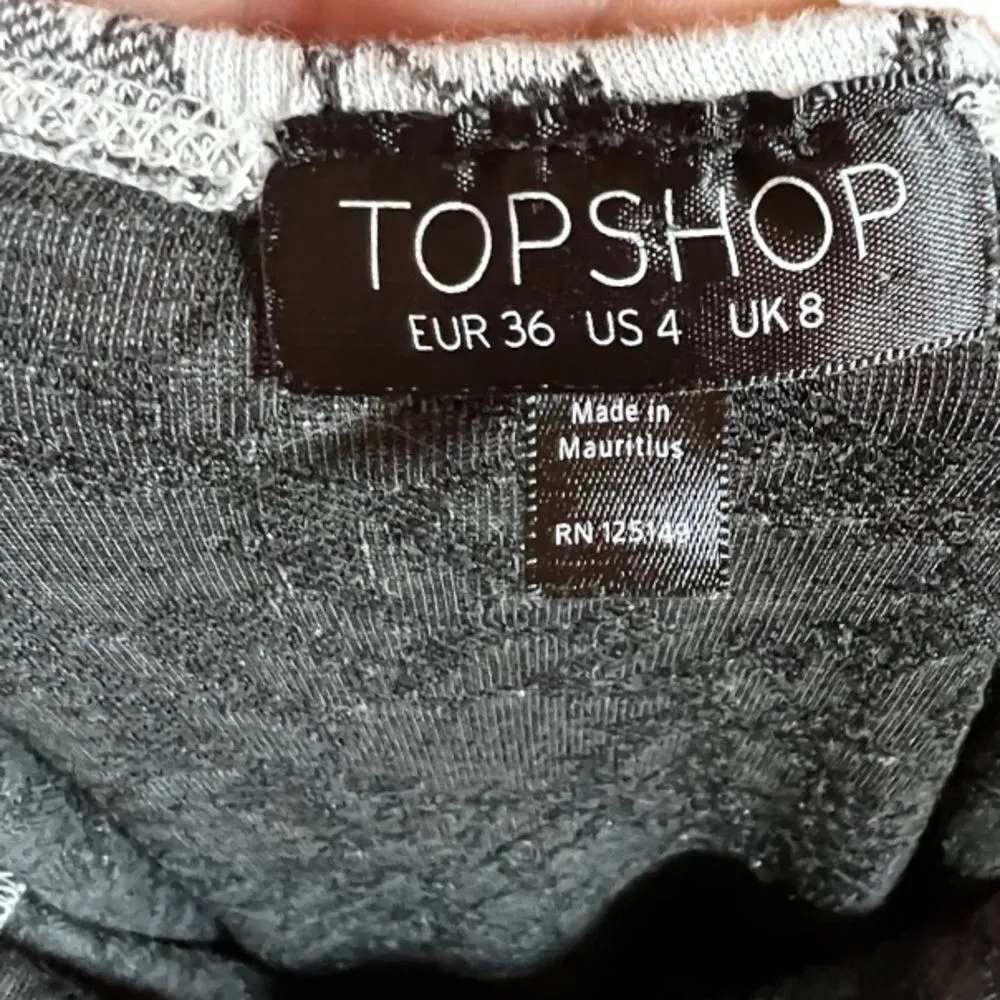 TOPSHOP
EUR 36 US 4 UK 8
Made in
Mauritius
RN 125149